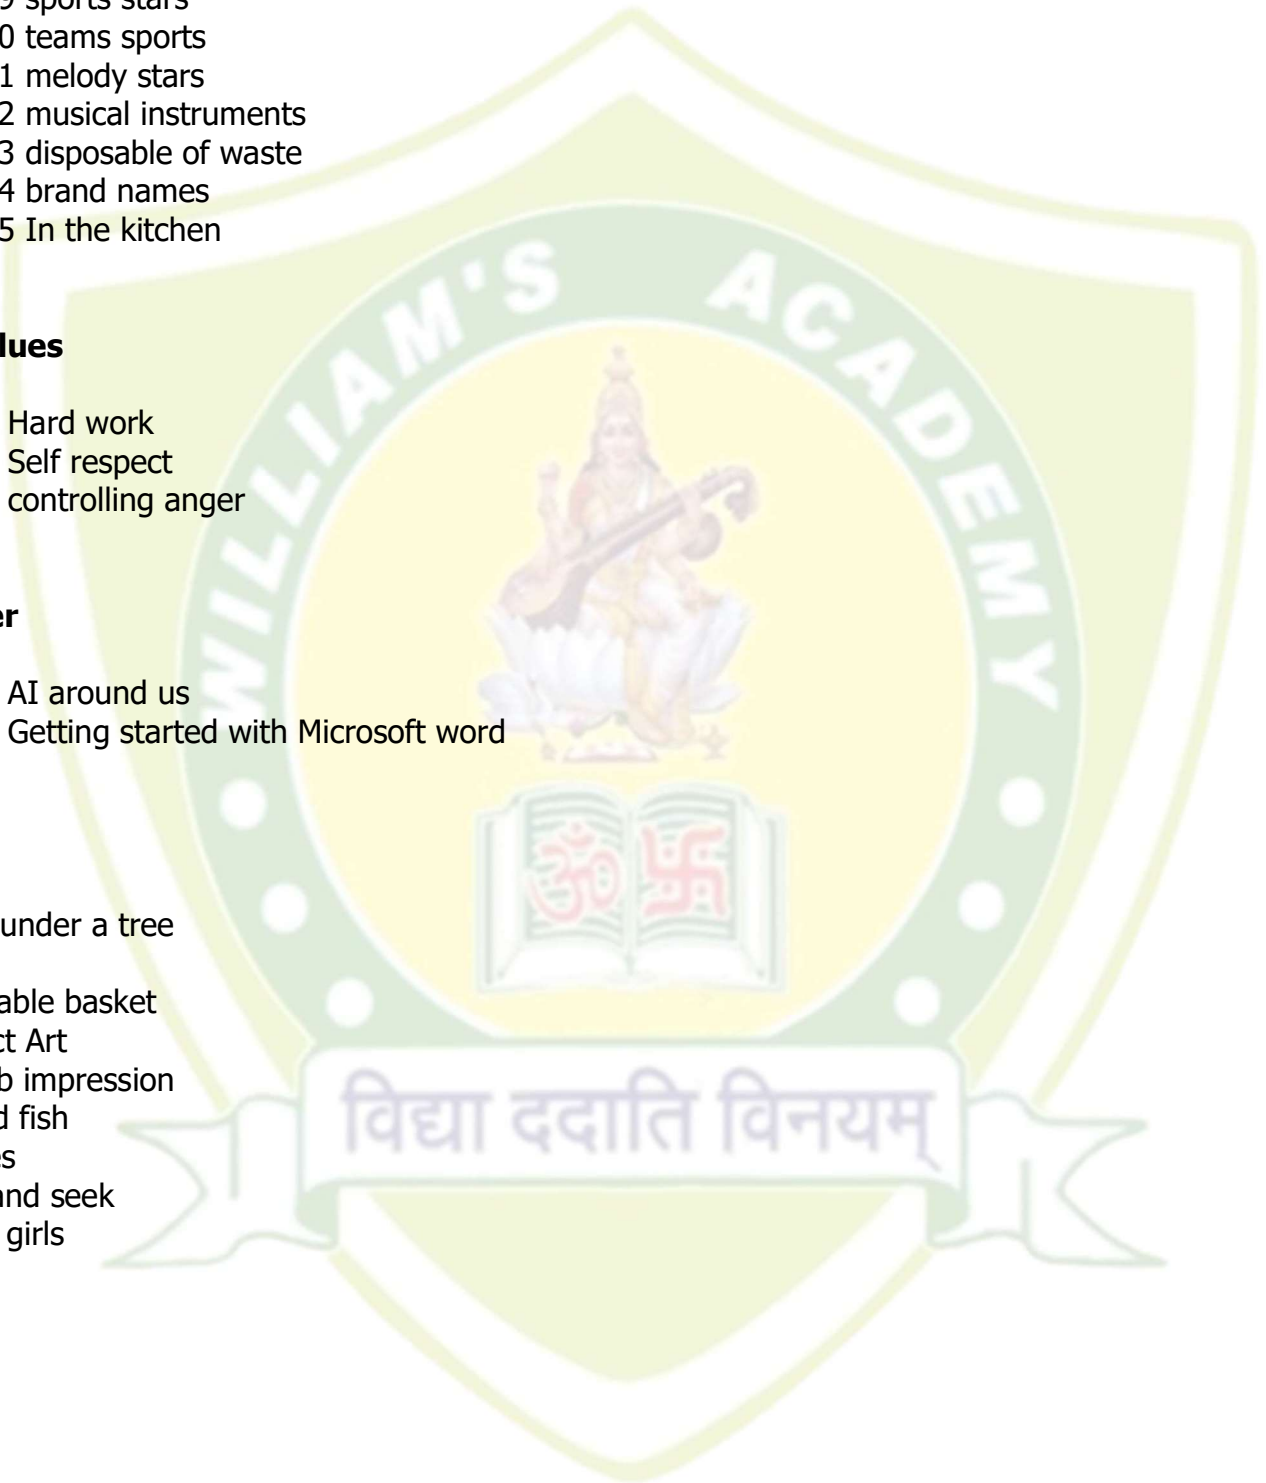 9 sports stars
0 teams sports
1 melody stars
2 musical instruments
3 disposable of waste
4 brand names
5 In the kitchen
lues
Hard work
Self respect
controlling anger
er
AI around us
Getting started with Microsoft word
under a tree
able basket
ct Art
b impression
d fish
es
and seek
girls
WILLIAM'S ACADEMY
ॐ
विद्या ददाति विनयम्